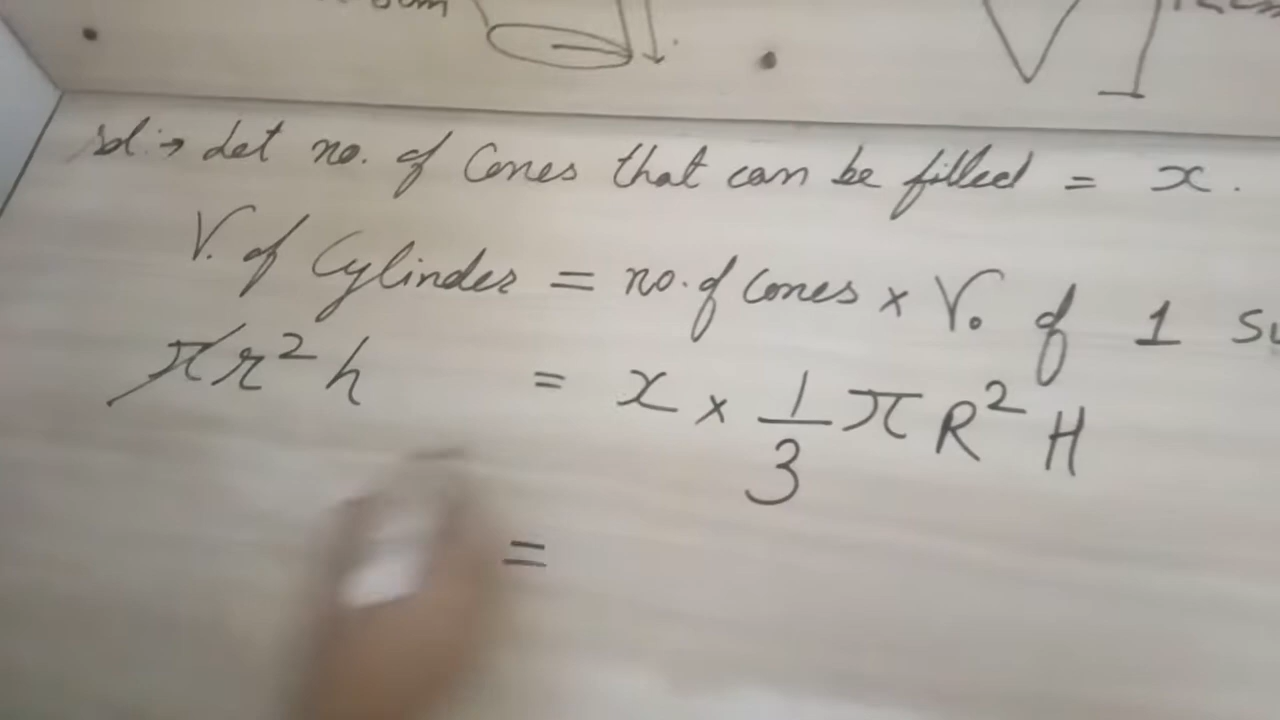 cm
sol:→ Let no. of Cones that can be filled = x.
V. of Cylinder = no. of cones × V. of 1
πr²h = x × 1/3 πR²H
=